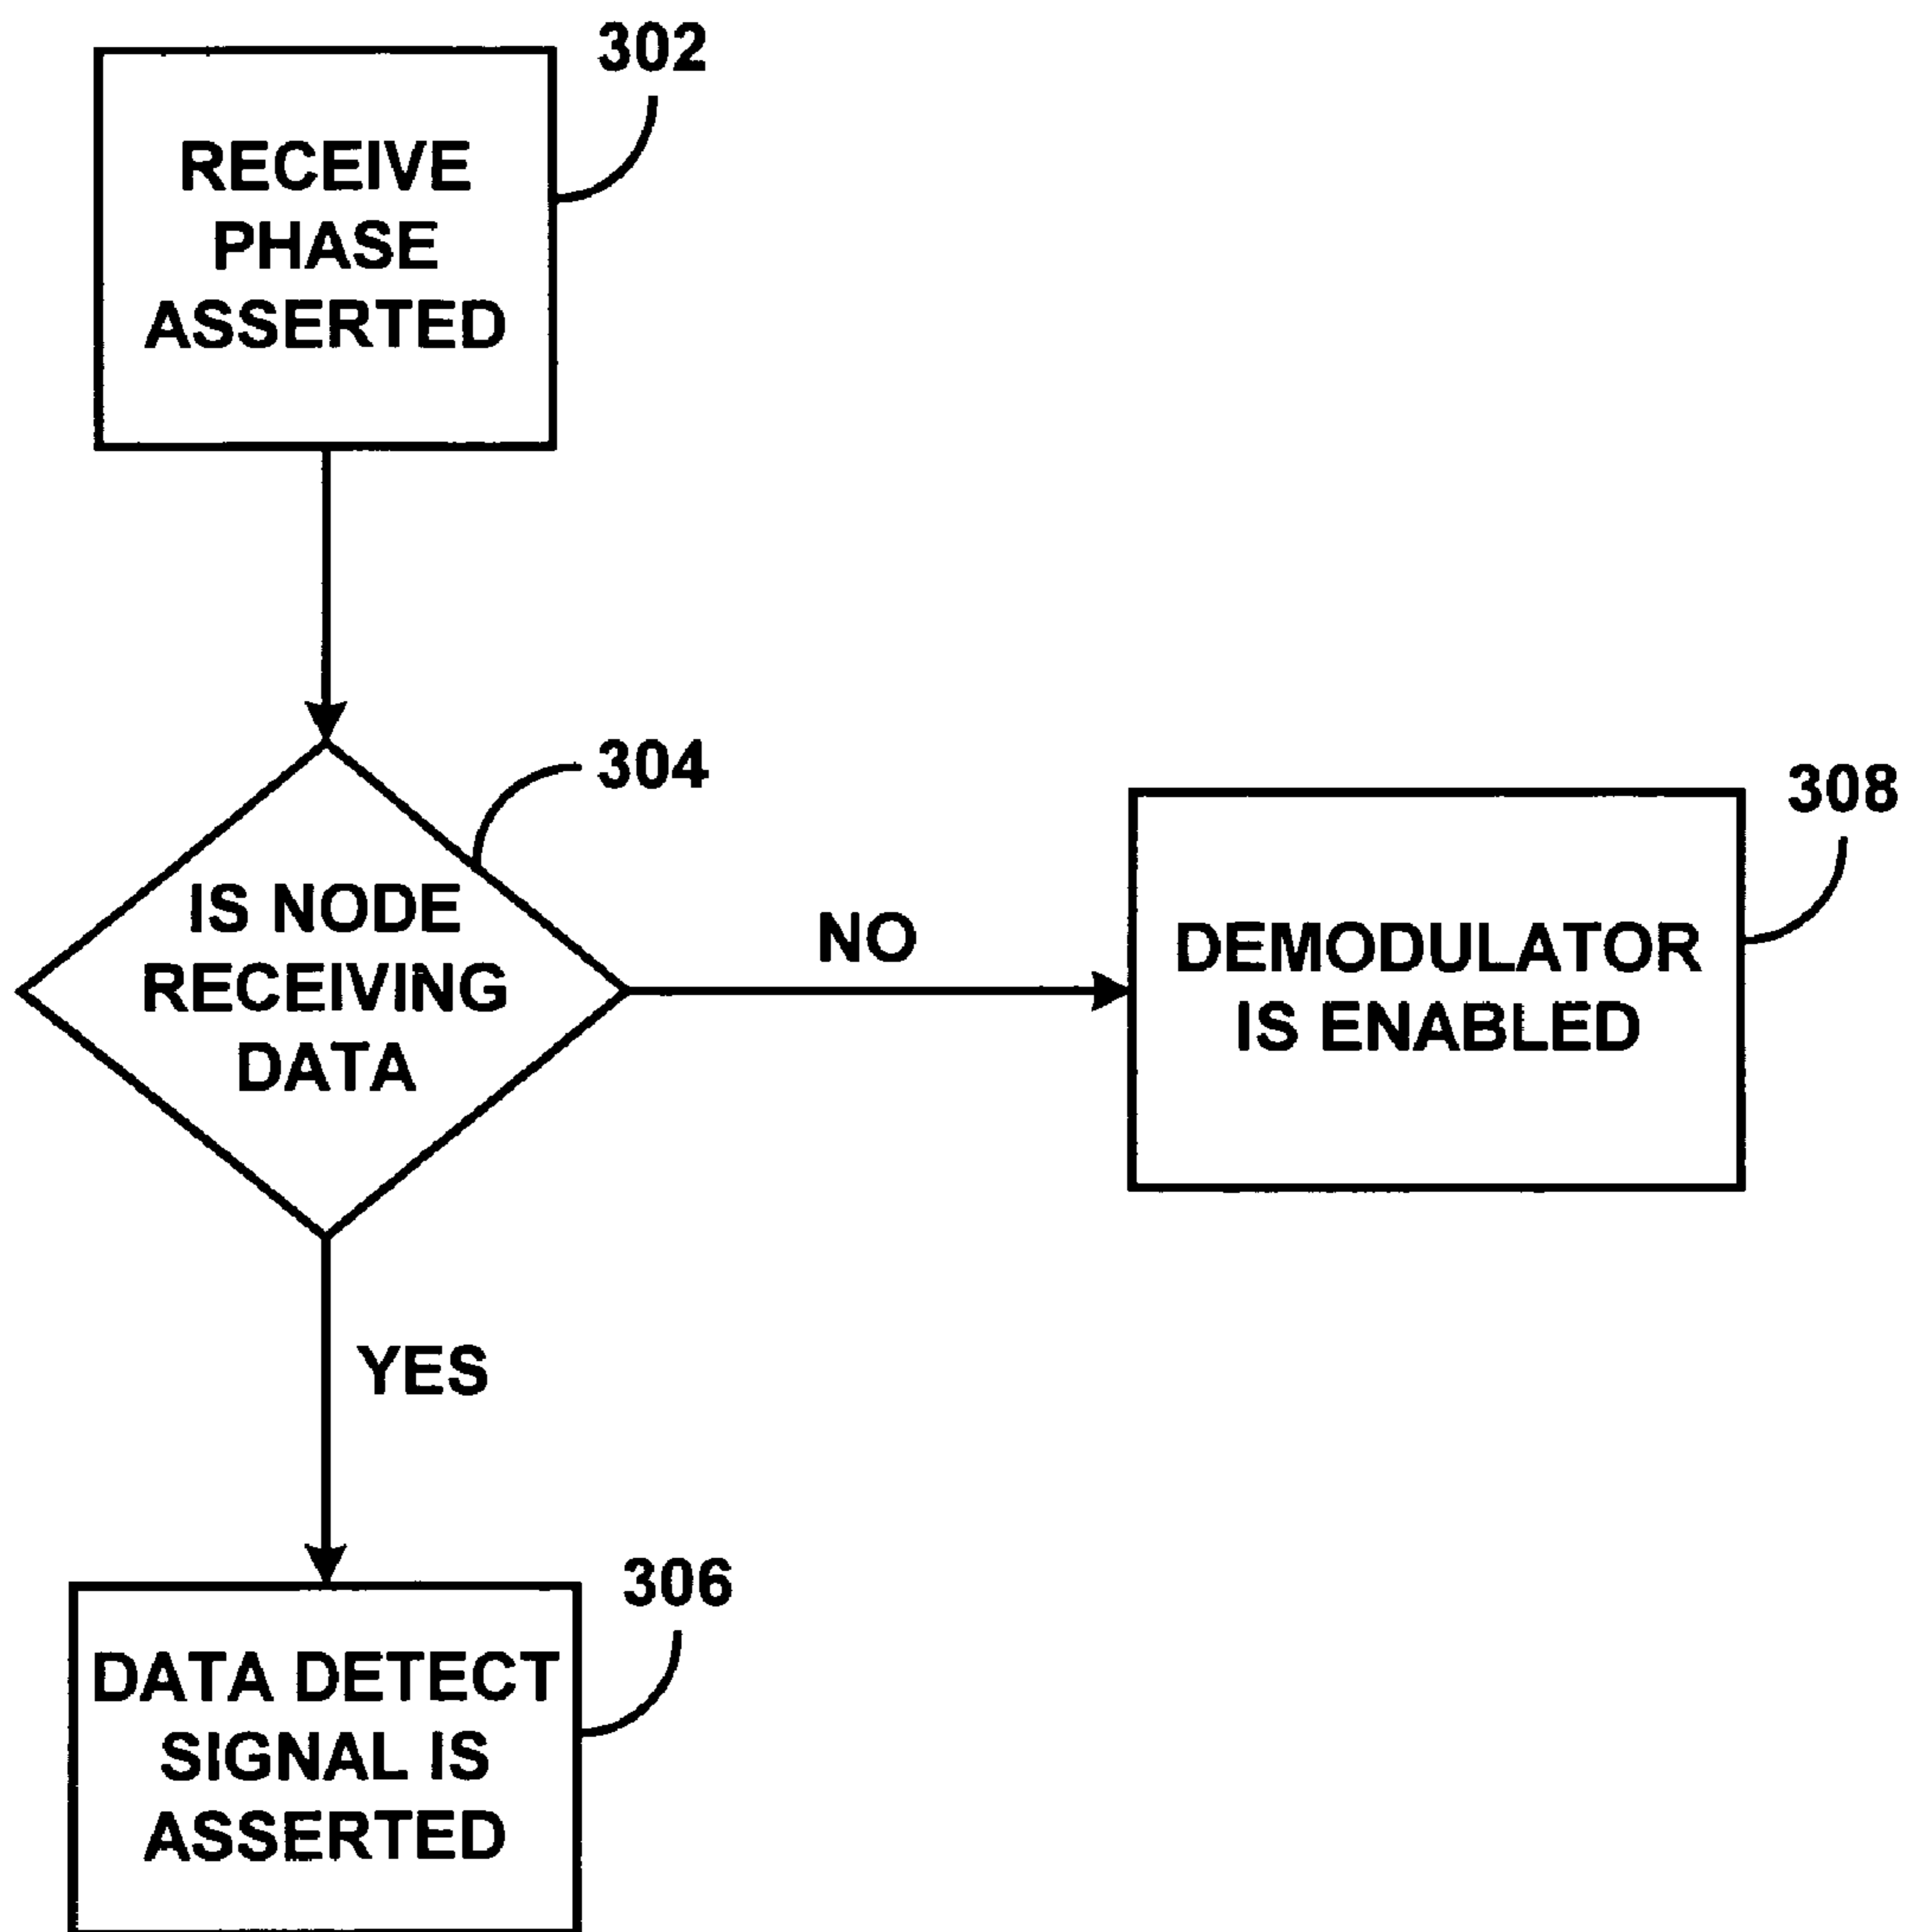 302
RECEIVE
PHASE
ASSERTED
304
IS NODE
RECEIVING
DATA
NO
308
DEMODULATOR
IS ENABLED
YES
306
DATA DETECT
SIGNAL IS
ASSERTED